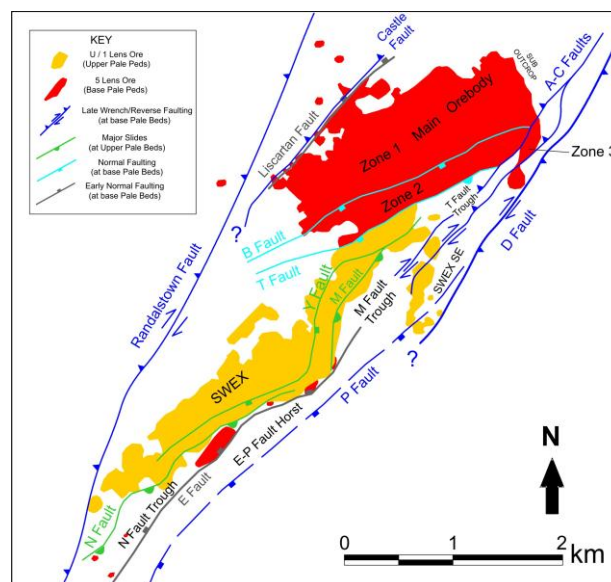 KEY
U / 1 Lens Ore
(Upper Pale Peds)
5 Lens Ore
(Base Pale Peds)
Late Wrench/Reverse Faulting
(at base Pale Beds)
Major Slides
(at Upper Pale Beds)
Normal Faulting
(at base Pale Beds)
Early Normal Faulting
(at base Pale Beds)
Castle
Fault
Liscartan Fault
SUB
OUTCROP
A-C Faults
Zone 1 Main Orebody
Zone 3
Zone 2
?
B Fault
T Fault
T Fault
Trough
D Fault
Randalstown Fault
Y Fault
M Fault
M Fault
Trough
SWEX SE
?
SWEX
P Fault
E-P Fault Horst
E Fault
N Fault Trough
N Fault
N
0 1 2
km